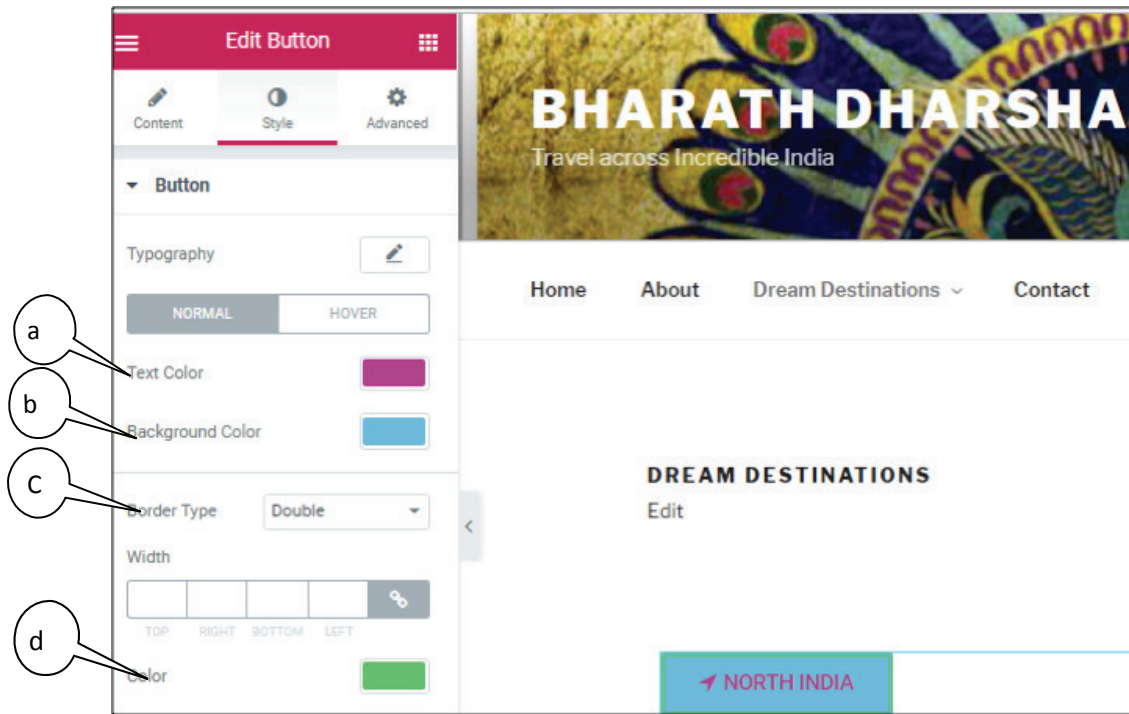 Edit Button
Content
Style
Advanced
Button
Typography
NORMAL
HOVER
a
Text Color
b
Background Color
C
Border Type
Double
Width
TOP
RIGHT
BOTTOM
LEFT
d
Color
BHARATH DHARSHA
Travel across Incredible India
Home
About
Dream Destinations
Contact
DREAM DESTINATIONS
Edit
NORTH INDIA